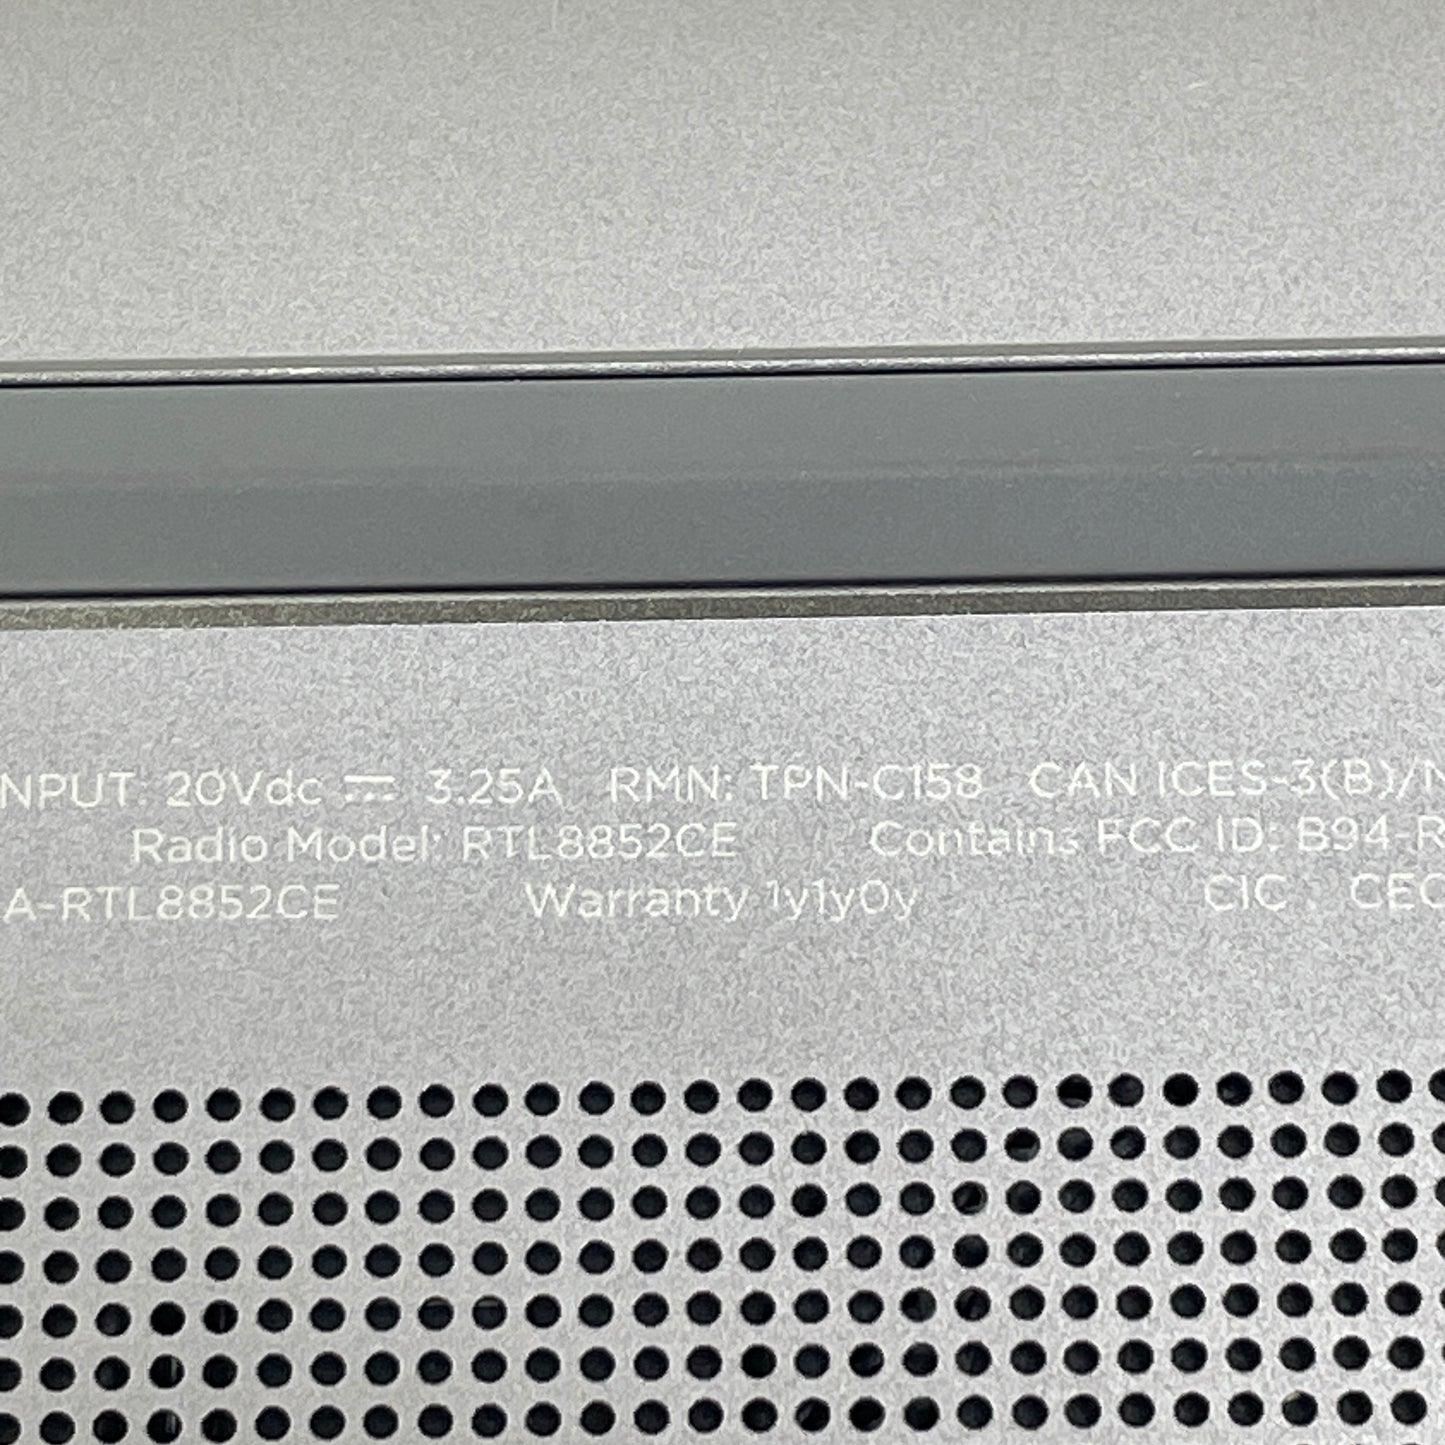 NPUT: 20Vdc ⎓ 3.25A RMN: TPN-C158 CAN ICES-3(B)/N
Radio Model: RTL8852CE Contains FCC ID: B94-R
A-RTL8852CE Warranty 1y1y0y CIC CEC